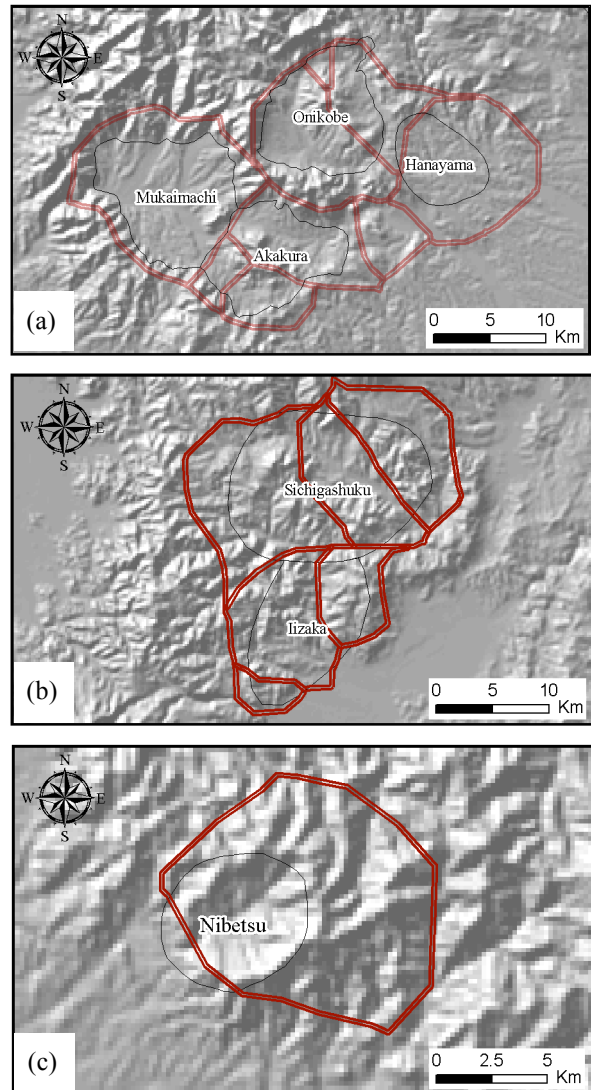 N
W E
S
Onikobe
Hanayama
Mukaimachi
Akakura
(a)
0 5 10
Km
N
W E
S
Sichigashuku
Iizaka
(b)
0 5 10
Km
N
W E
S
Nibetsu
(c)
0 2.5 5
Km